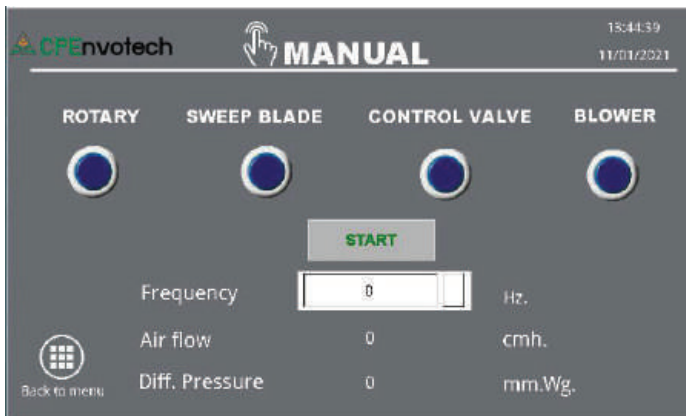 CPEnvotech
MANUAL
13:44:39
11/01/2021
ROTARY SWEEP BLADE CONTROL VALVE BLOWER
START
Frequency 0 Hz.
Air flow 0 cmh.
Diff. Pressure 0 mm.Wg.
Back to menu